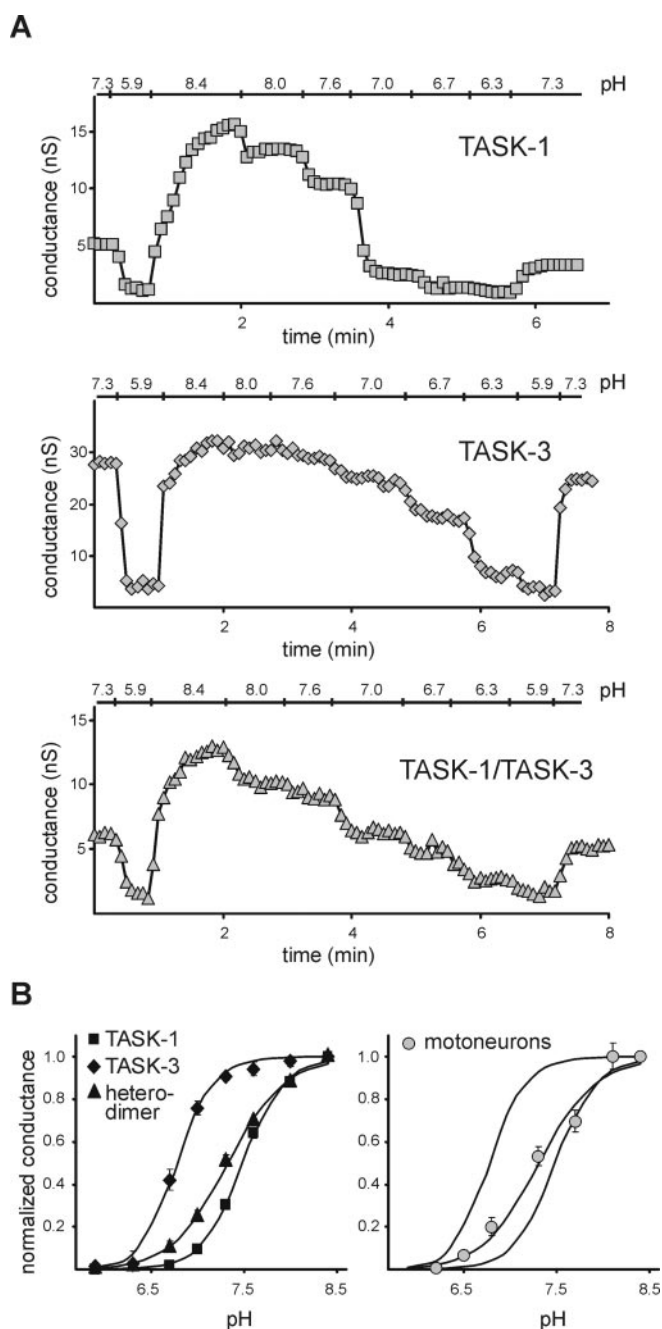 A
7.3 5.9 8.4 8.0 7.6 7.0 6.7 6.3 7.3 pH
TASK-1
conductance (nS)
15
10
5
2 4 6
time (min)
7.3 5.9 8.4 8.0 7.6 7.0 6.7 6.3 5.9 7.3 pH
TASK-3
conductance (nS)
30
20
10
2 4 6 8
time (min)
7.3 5.9 8.4 8.0 7.6 7.0 6.7 6.3 5.9 7.3 pH
TASK-1/TASK-3
conductance (nS)
15
10
5
2 4 6 8
time (min)
B
TASK-1
TASK-3
hetero-
dimer
normalized conductance
1.0
0.8
0.6
0.4
0.2
6.5 7.5 8.5
pH
motoneurons
1.0
0.8
0.6
0.4
0.2
6.5 7.5 8.5
pH